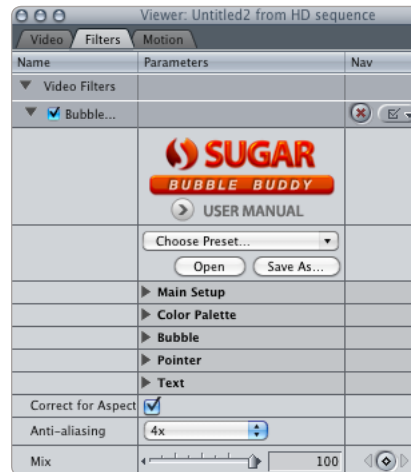 Viewer: Untitled2 from HD sequence
Video Filters Motion
Name Parameters Nav
Video Filters
Bubble...
SUGAR
BUBBLE BUDDY
USER MANUAL
Choose Preset...
Open Save As...
Main Setup
Color Palette
Bubble
Pointer
Text
Correct for Aspect
Anti-aliasing 4x
Mix 100